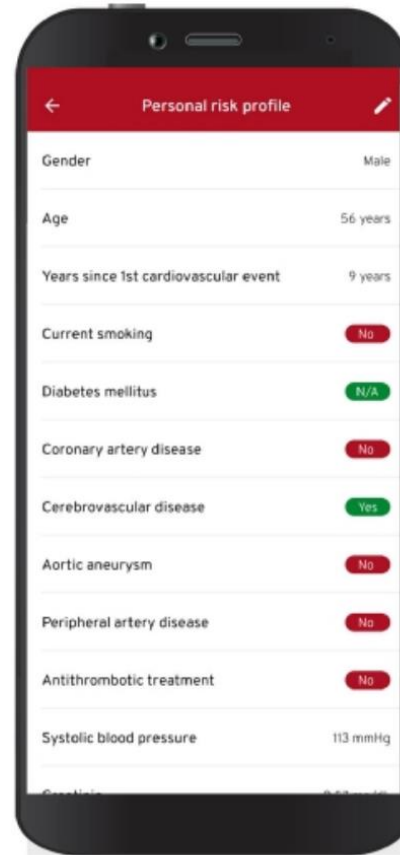 Personal risk profile
Gender Male
Age 56 years
Years since 1st cardiovascular event 9 years
Current smoking No
Diabetes mellitus N/A
Coronary artery disease No
Cerebrovascular disease Yes
Aortic aneurysm No
Peripheral artery disease No
Antithrombotic treatment No
Systolic blood pressure 113 mmHg